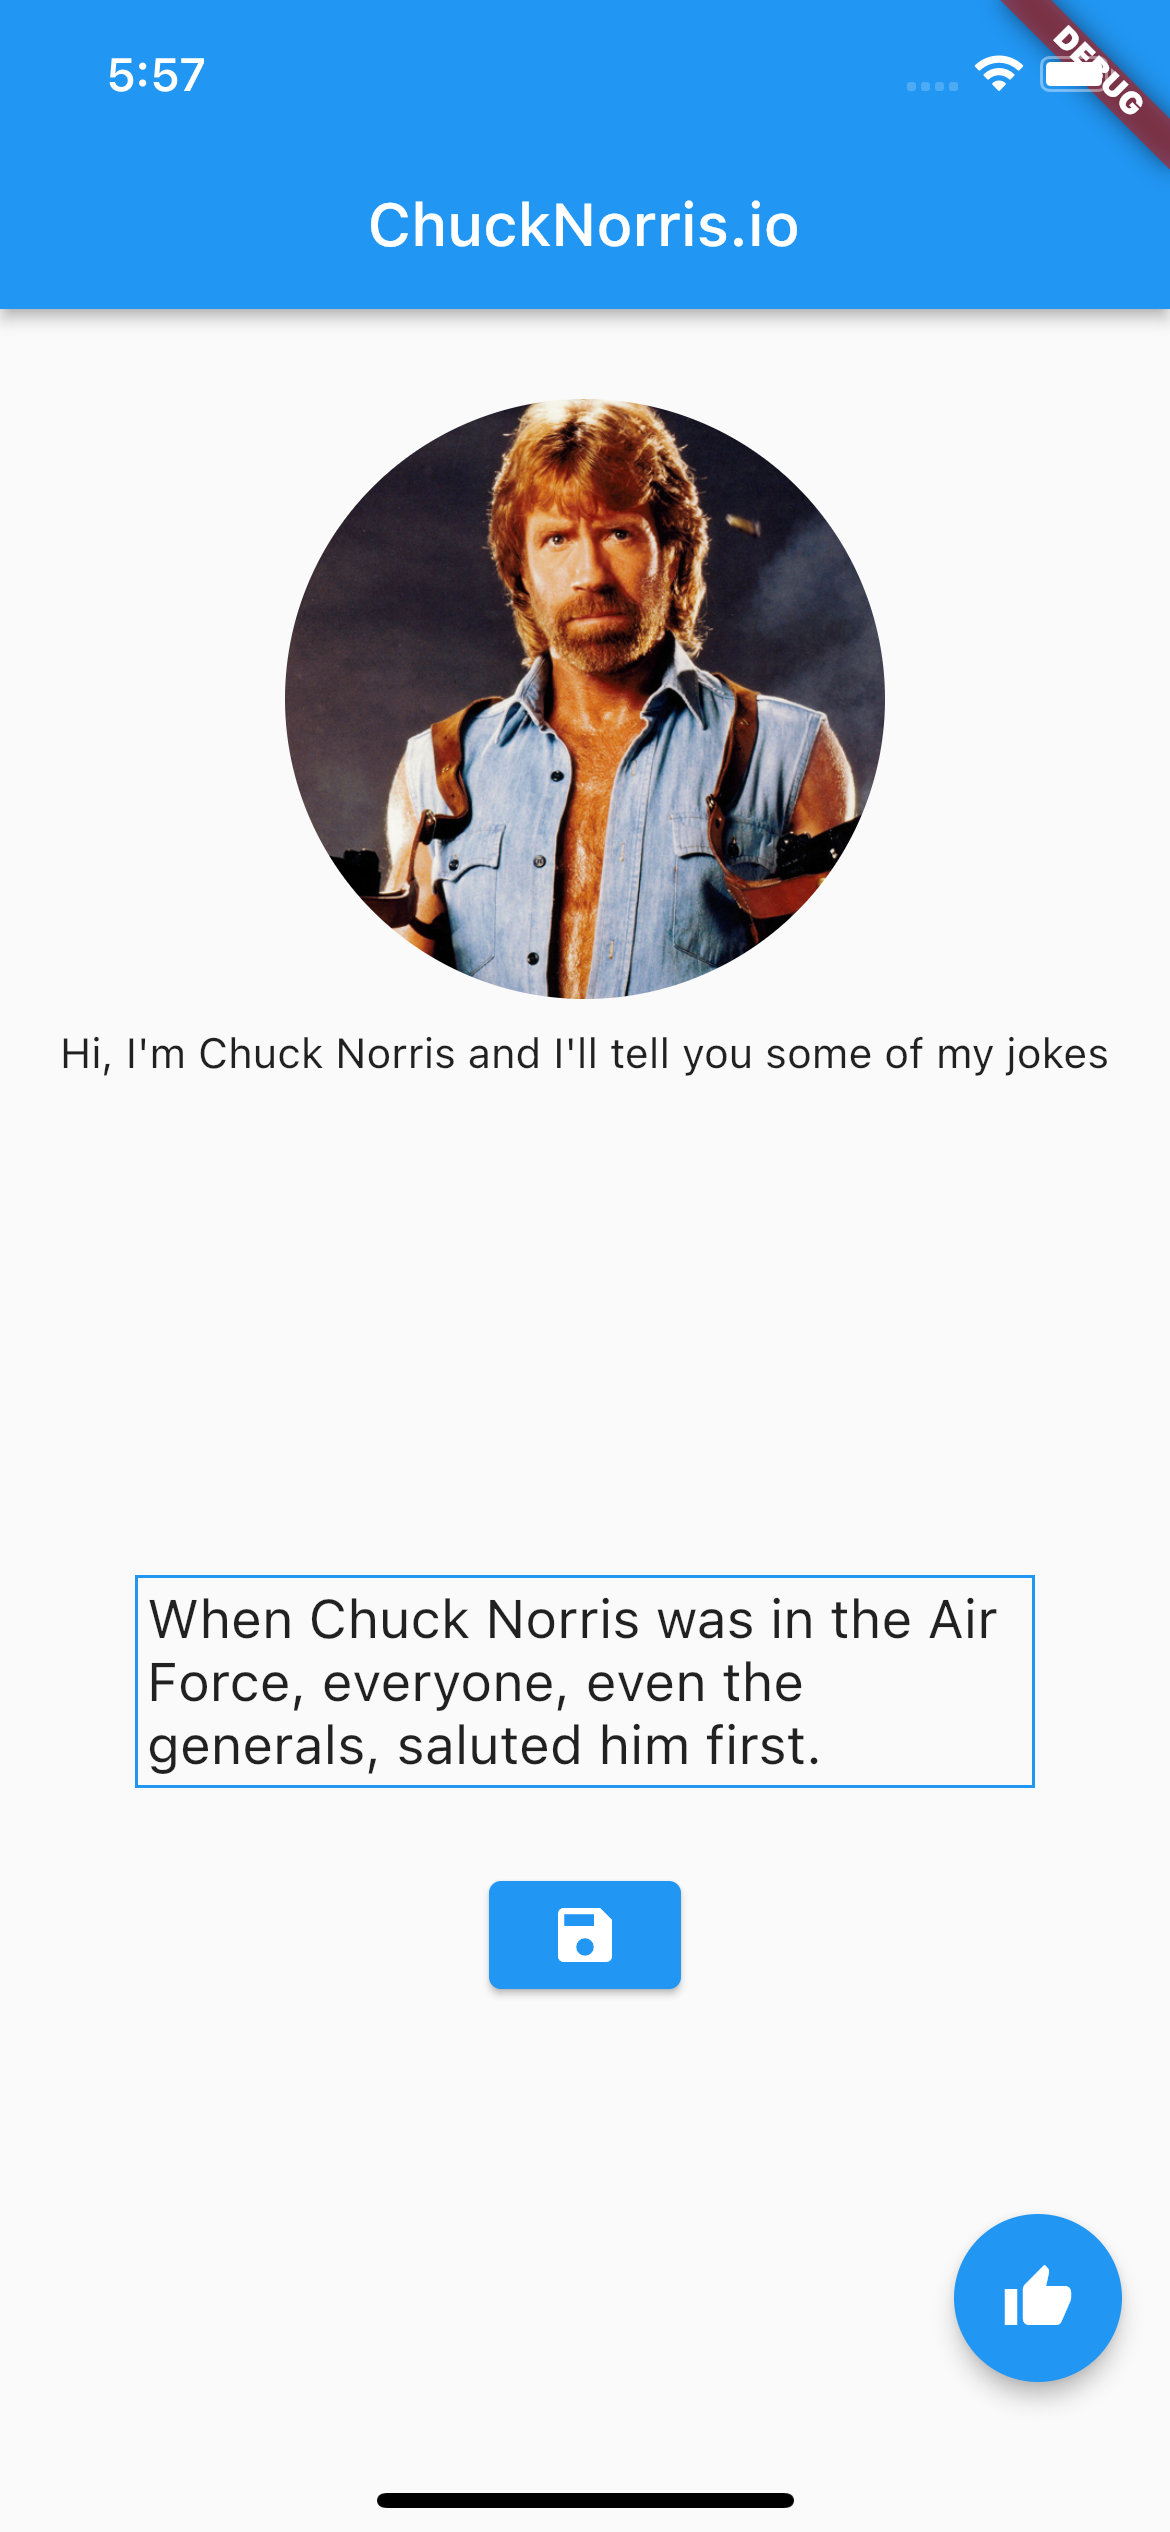 5:57
DEBUG
ChuckNorris.io
Hi, I'm Chuck Norris and I'll tell you some of my jokes
When Chuck Norris was in the Air
Force, everyone, even the
generals, saluted him first.